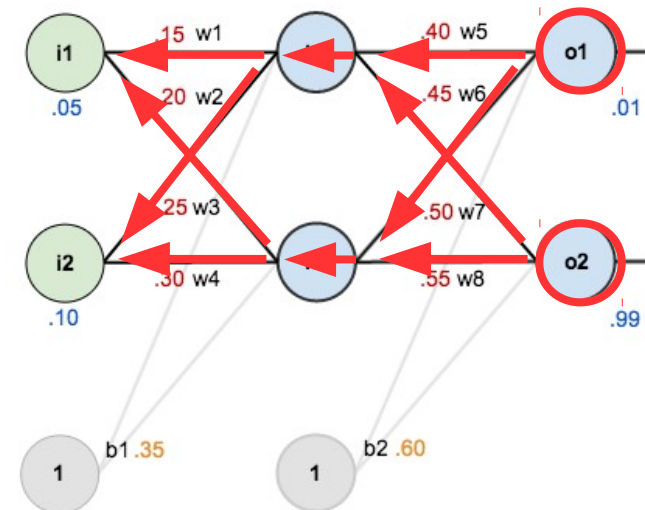 .15 w1
.40 w5
i1
o1
.20 w2
.45 w6
.05
.01
.25 w3
.50 w7
i2
o2
.30 w4
.55 w8
.10
.99
b1 .35
b2 .60
1
1